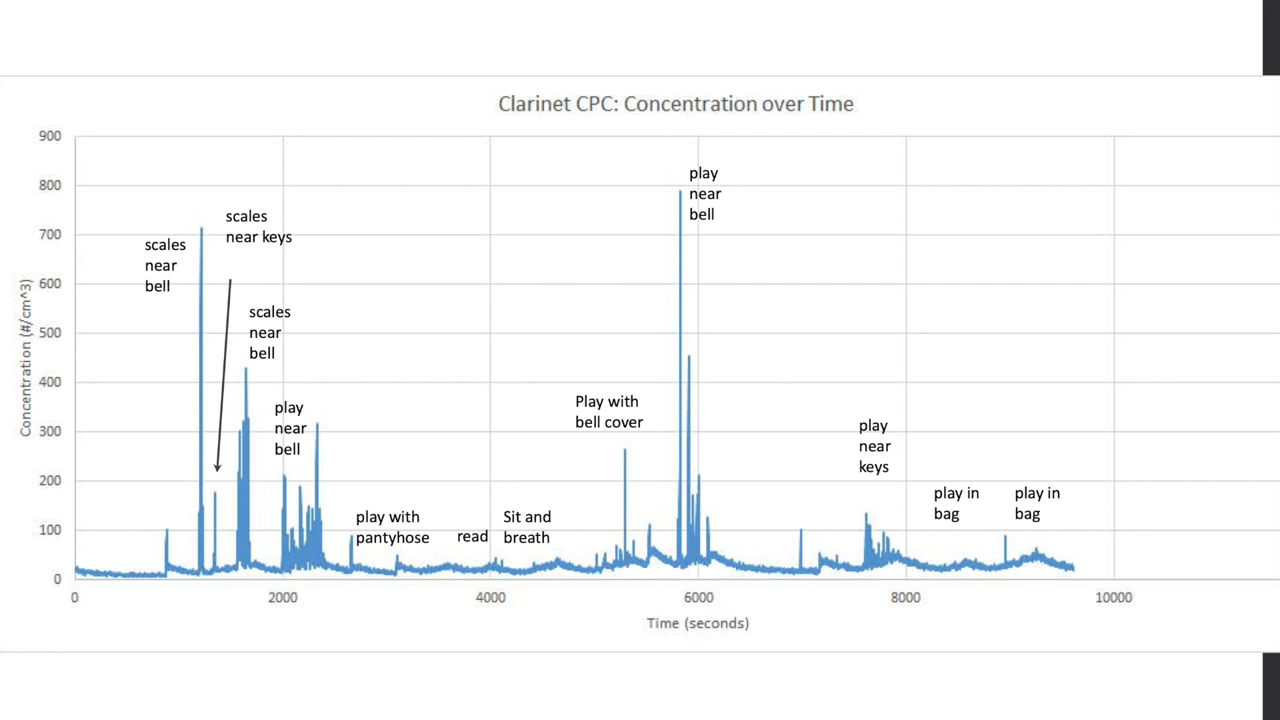 Clarinet CPC: Concentration over Time
900
800
700
600
500
400
300
200
100
0
Concentration (#/cm^3)
scales
near
bell
scales
near keys
scales
near
bell
play
near
bell
play with
pantyhose
read
Sit and
breath
Play with
bell cover
play
near
bell
play
near
keys
play in
bag
play in
bag
0
2000
4000
6000
8000
10000
Time (seconds)